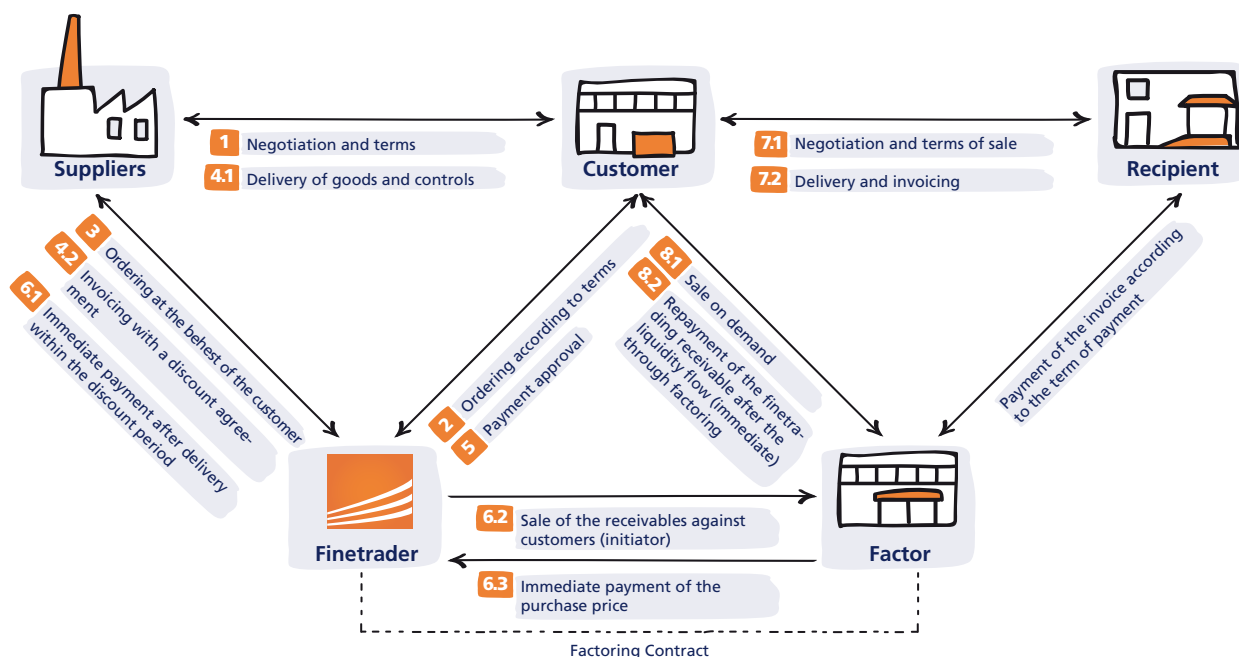 Suppliers
Customer
Recipient
1 Negotiation and terms
4.1 Delivery of goods and controls
7.1 Negotiation and terms of sale
7.2 Delivery and invoicing
3 Ordering at the behest of the customer
4.2 Invoicing with a discount agree-
ment
6.1 Immediate payment after delivery
within the discount period
2 Ordering according to terms
5 Payment approval
8.1 Sale on demand
8.2 Repayment of the finetra-
ding receivable after the
liquidity flow (immediate)
through factoring
Payment of the invoice according
to the term of payment
Finetrader
Factor
6.2 Sale of the receivables against
customers (initiator)
6.3 Immediate payment of the
purchase price
Factoring Contract